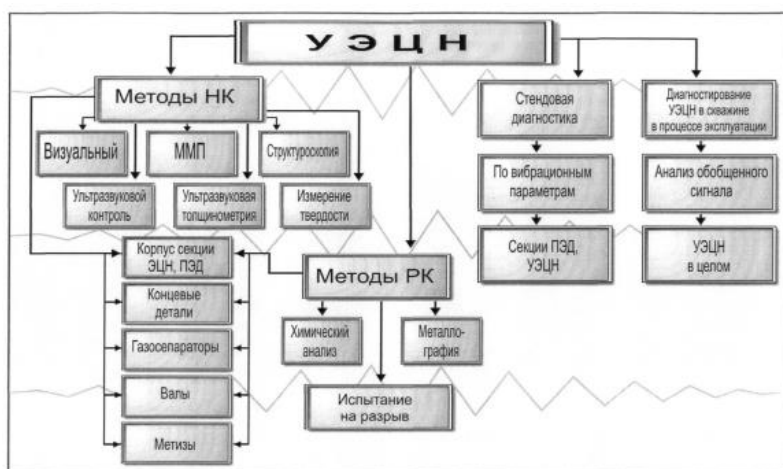 УЭЦН
Методы НК
Визуальный
ММП
Структуроскопия
Ультразвуковой
контроль
Ультразвуковая
толщинометрия
Измерение
твердости
Корпус секции
ЭЦН, ПЭД
Концевые
детали
Газосепараторы
Валы
Метизы
Методы РК
Химический
анализ
Металло-
графия
Испытание
на разрыв
Стендовая
диагностика
По вибрационным
параметрам
Секции ПЭД,
УЭЦН
Диагностирование
УЭЦН в скважине
в процессе эксплуатации
Анализ обобщенного
сигнала
УЭЦН
в целом